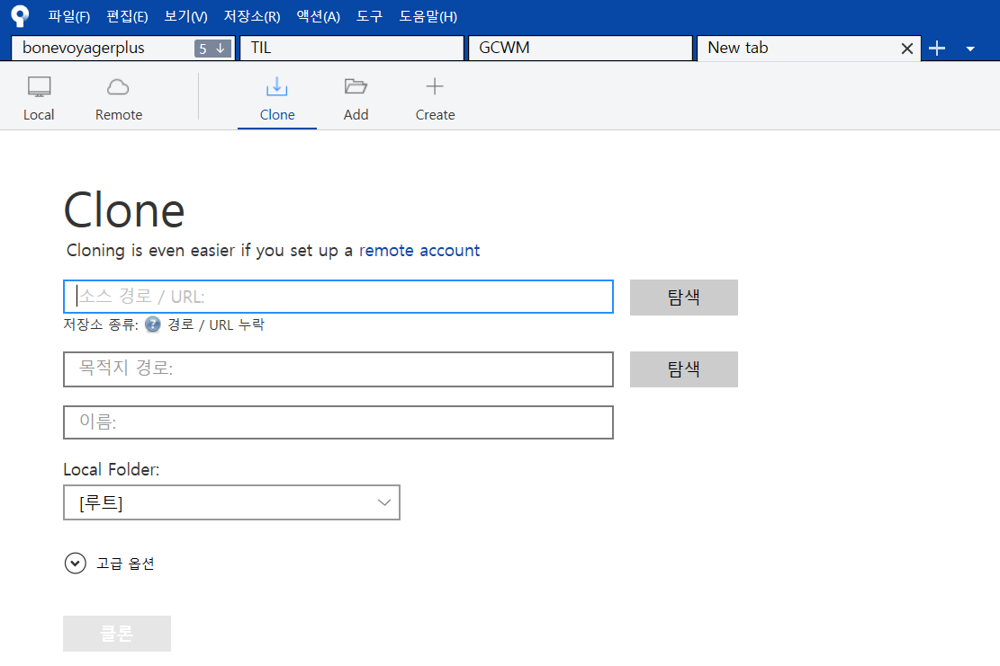 파일(F) 편집(E) 보기(V) 저장소(R) 액션(A) 도구 도움말(H)
bonevoyagerplus 5 ↓ TIL GCWM New tab
Local Remote Clone Add Create
Clone
Cloning is even easier if you set up a remote account
소스 경로 / URL: 탐색
저장소 종류: ? 경로 / URL 누락
목적지 경로: 탐색
이름:
Local Folder:
[루트]
고급 옵션
클론